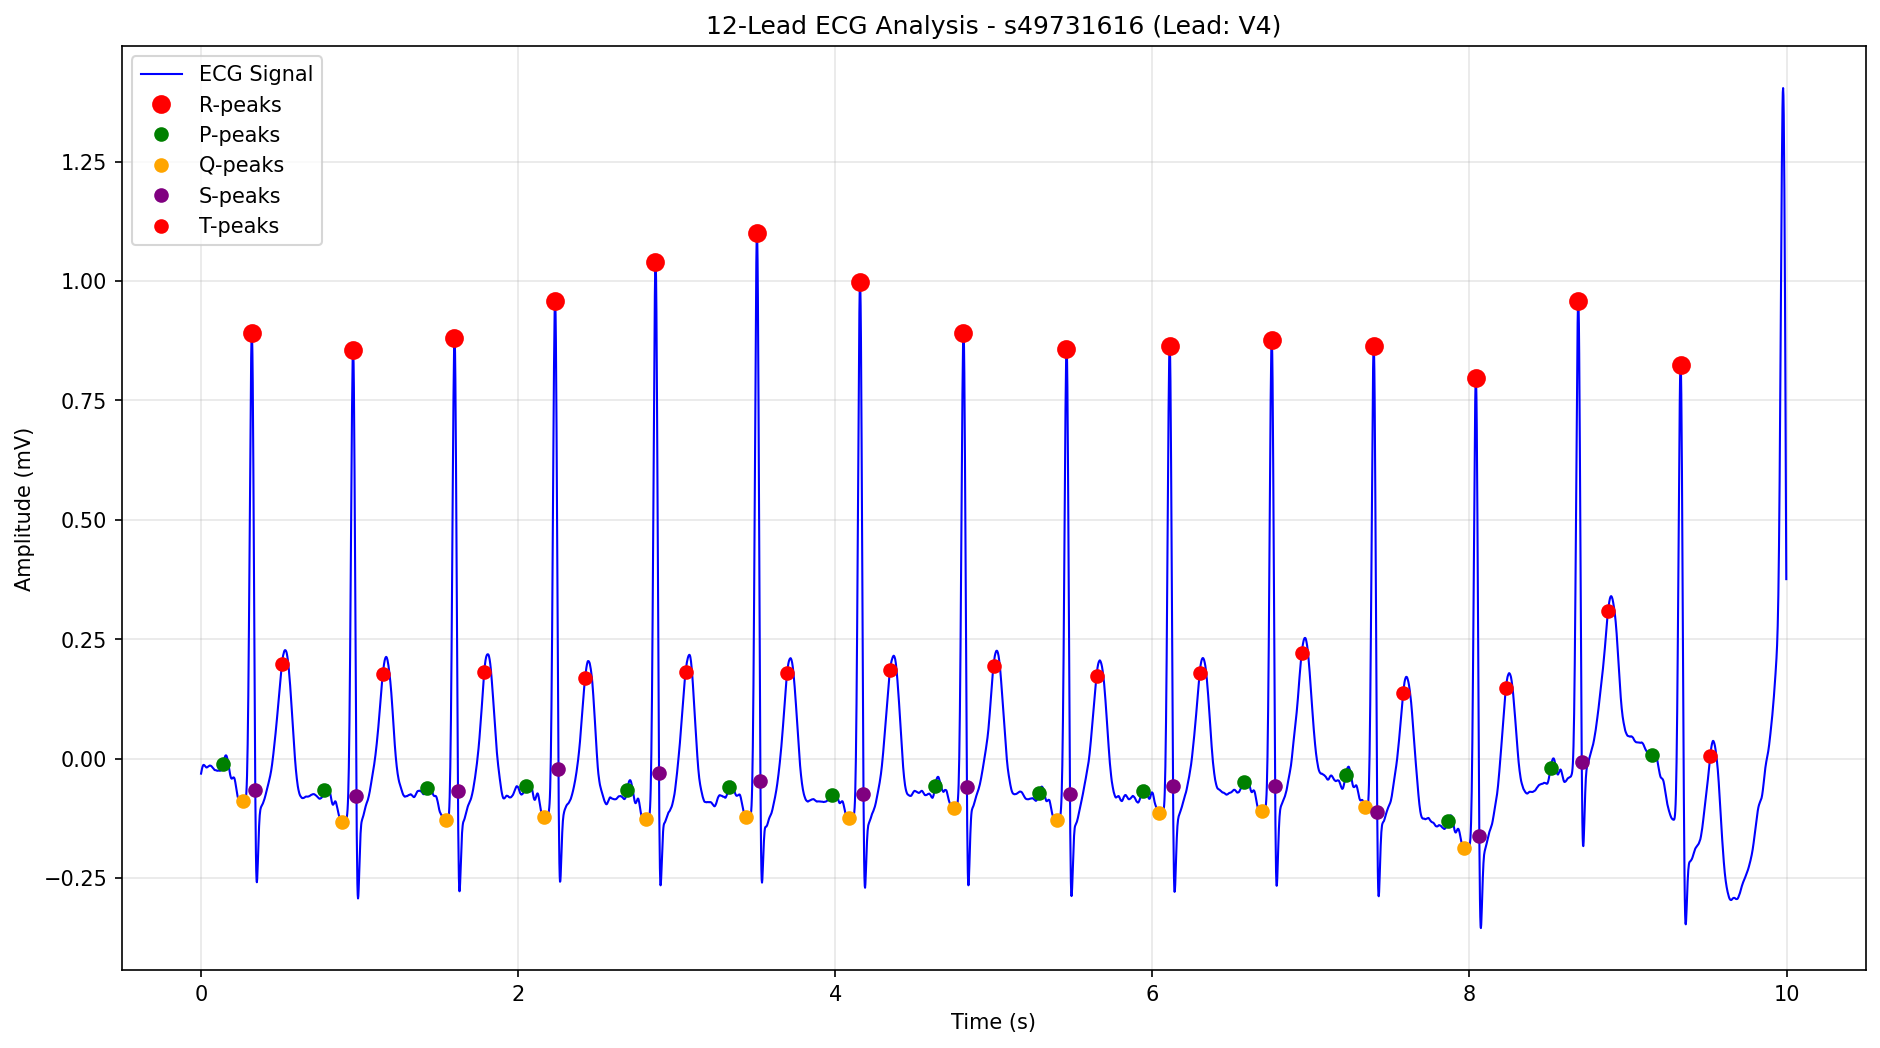 12-Lead ECG Analysis - s49731616 (Lead: V4)
ECG Signal
R-peaks
P-peaks
Q-peaks
S-peaks
T-peaks
Amplitude (mV)
1.25
1.00
0.75
0.50
0.25
0.00
−0.25
0 2 4 6 8 10
Time (s)